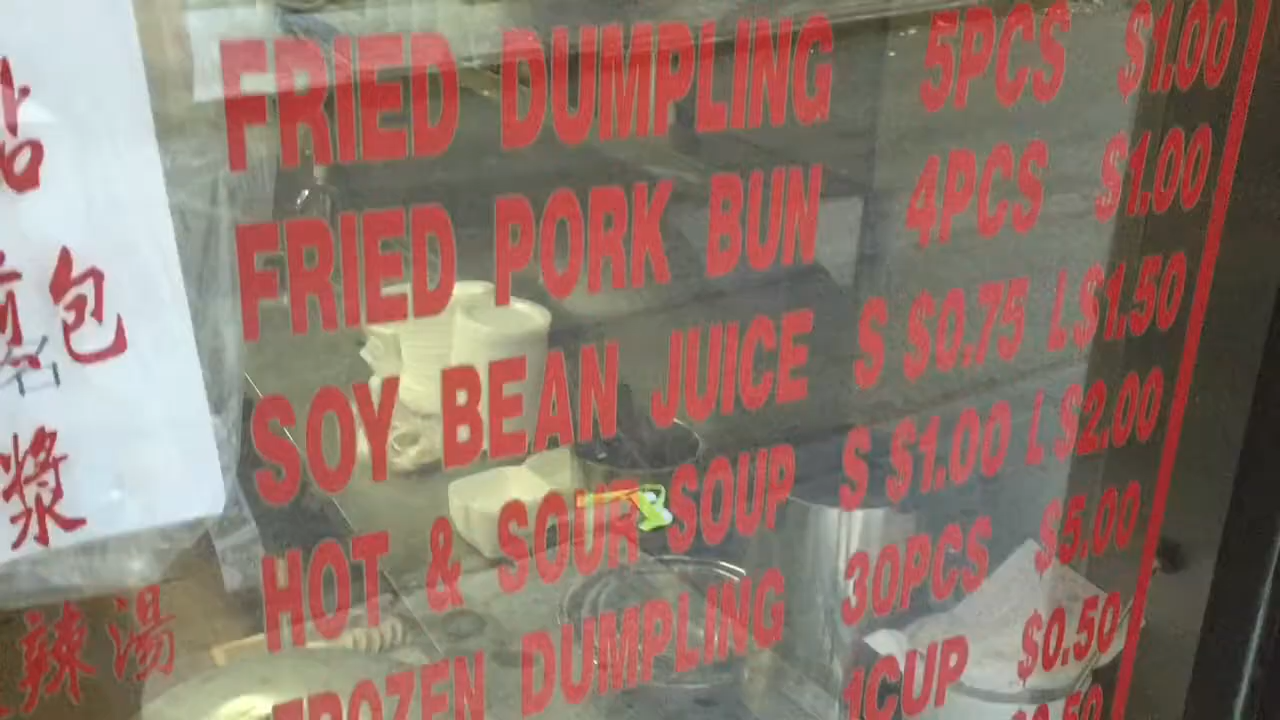 FRIED DUMPLING 5PCS $1.00
FRIED PORK BUN 4PCS $1.00
SOY BEAN JUICE S $0.75 L $1.50
HOT & SOUR SOUP S $1.00 L $2.00
FROZEN DUMPLING 30PCS $5.00
1CUP $0.50
包
漿
辣湯